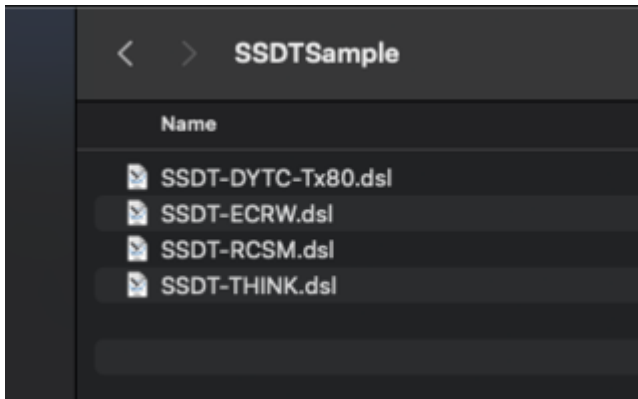 SSDTSample
Name
SSDT-DYTC-Tx80.dsl
SSDT-ECRW.dsl
SSDT-RCSM.dsl
SSDT-THINK.dsl